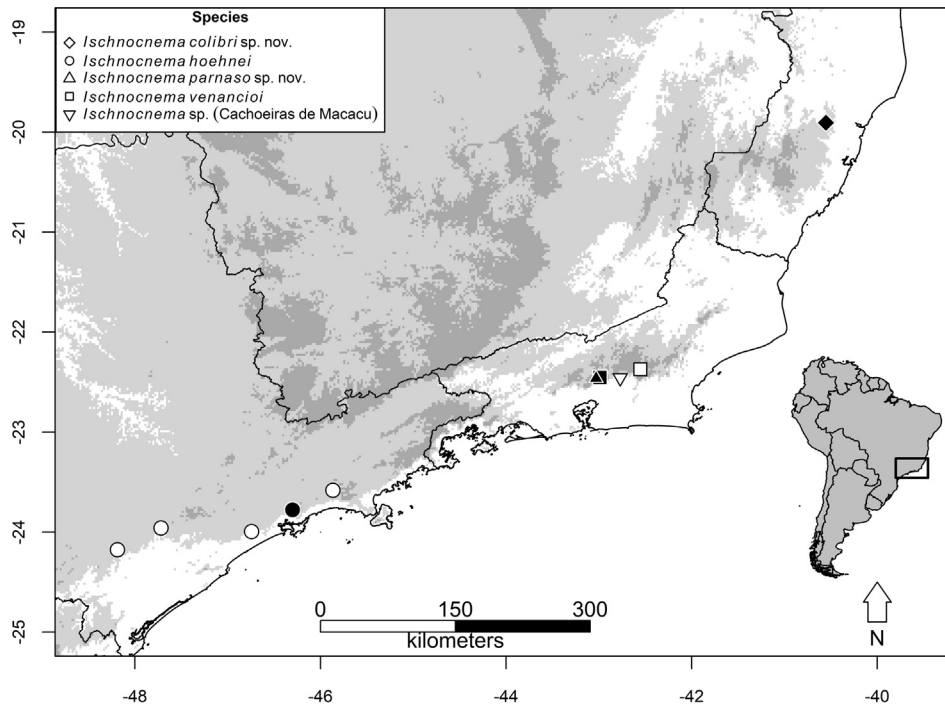 Species
Ischnocnema colibri sp. nov.
Ischnocnema hoehnei
Ischnocnema parnaso sp. nov.
Ischnocnema venancioi
Ischnocnema sp. (Cachoeiras de Macacu)
-19
-20
-21
-22
-23
-24
-25
0 150 300
kilometers
N
-48 -46 -44 -42 -40